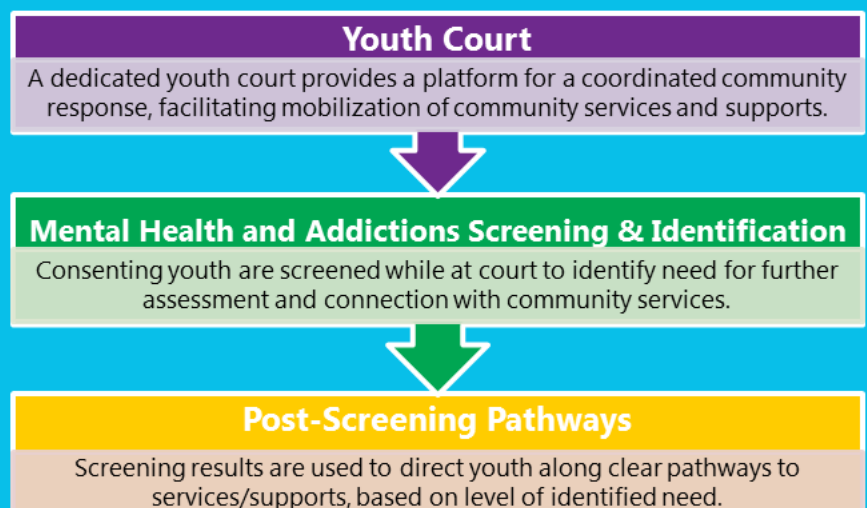 Youth Court
A dedicated youth court provides a platform for a coordinated community
response, facilitating mobilization of community services and supports.
Mental Health and Addictions Screening & Identification
Consenting youth are screened while at court to identify need for further
assessment and connection with community services.
Post-Screening Pathways
Screening results are used to direct youth along clear pathways to
services/supports, based on level of identified need.